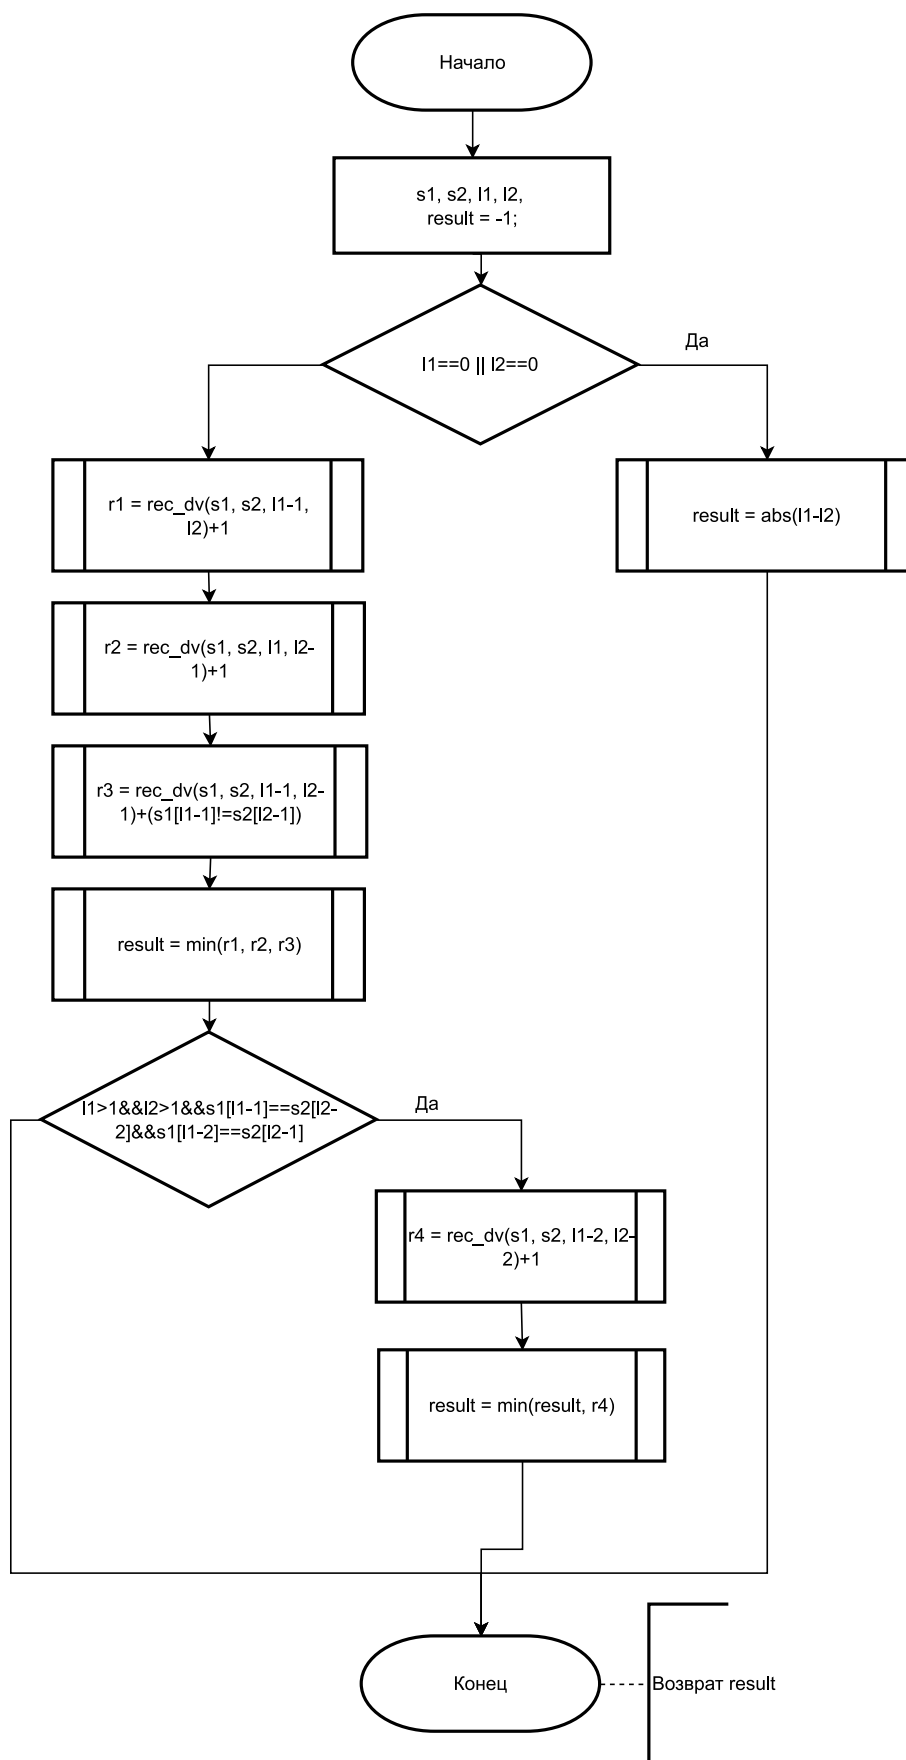 Начало
s1, s2, l1, l2,
result = -1;
l1==0 || l2==0
Да
r1 = rec_dv(s1, s2, l1-1,
l2)+1
result = abs(l1-l2)
r2 = rec_dv(s1, s2, l1, l2-
1)+1
r3 = rec_dv(s1, s2, l1-1, l2-
1)+(s1[l1-1]!=s2[l2-1])
result = min(r1, r2, r3)
l1>1&&l2>1&&s1[l1-1]==s2[l2-
2]&&s1[l1-2]==s2[l2-1]
Да
r4 = rec_dv(s1, s2, l1-2, l2-
2)+1
result = min(result, r4)
Конец
Возврат result